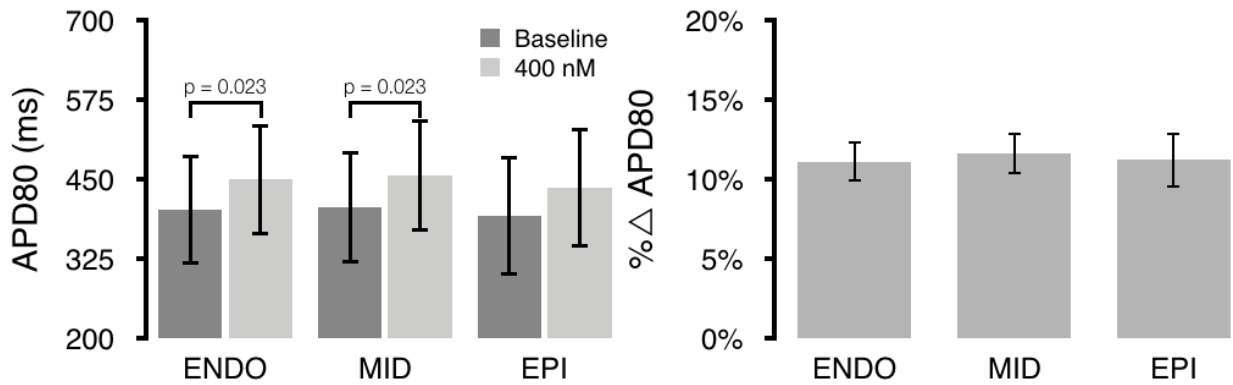 700
575
450
325
200
APD80 (ms)
Baseline
400 nM
p = 0.023
p = 0.023
ENDO
MID
EPI
20%
15%
10%
5%
0%
%△ APD80
ENDO
MID
EPI